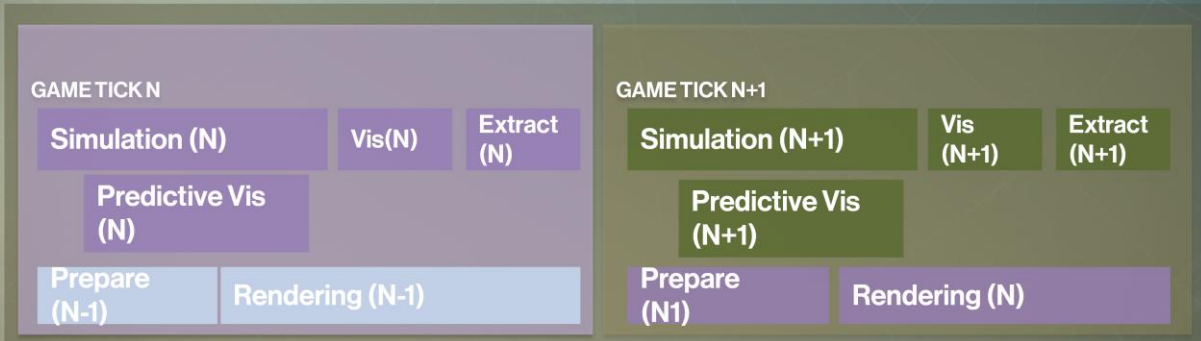 GAME TICK N
Simulation (N)
Vis(N)
Extract
(N)
Predictive Vis
(N)
Prepare
(N-1)
Rendering (N-1)
GAME TICK N+1
Simulation (N+1)
Vis
(N+1)
Extract
(N+1)
Predictive Vis
(N+1)
Prepare
(N1)
Rendering (N)